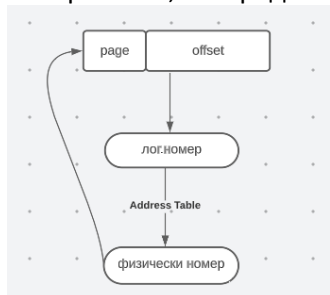 page offset
лог.номер
Address Table
физически номер